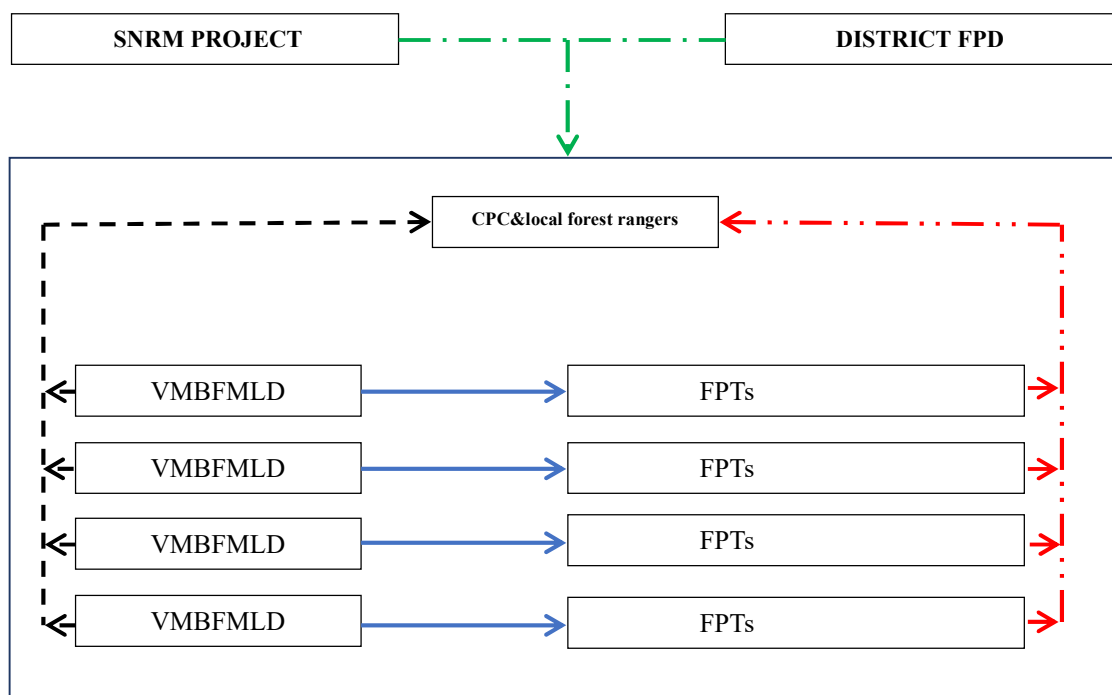 SNRM PROJECT
DISTRICT FPD
CPC&local forest rangers
VMBFMLD
FPTs
VMBFMLD
FPTs
VMBFMLD
FPTs
VMBFMLD
FPTs